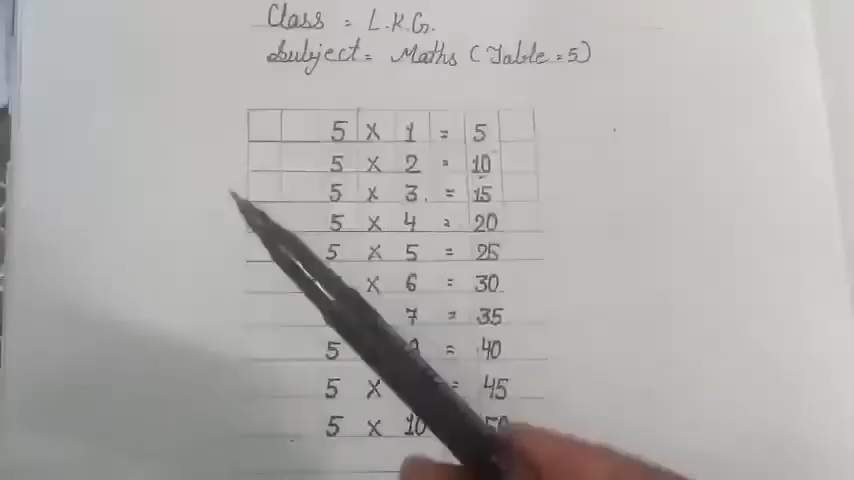 Class = L.K.G.
Subject = Maths (Table = 5)
5 X 1 = 5
5 X 2 = 10
5 X 3 = 15
5 X 4 = 20
5 X 5 = 25
X 6 = 30
7 = 35
5 = 40
5 X = 45
5 X 10 50